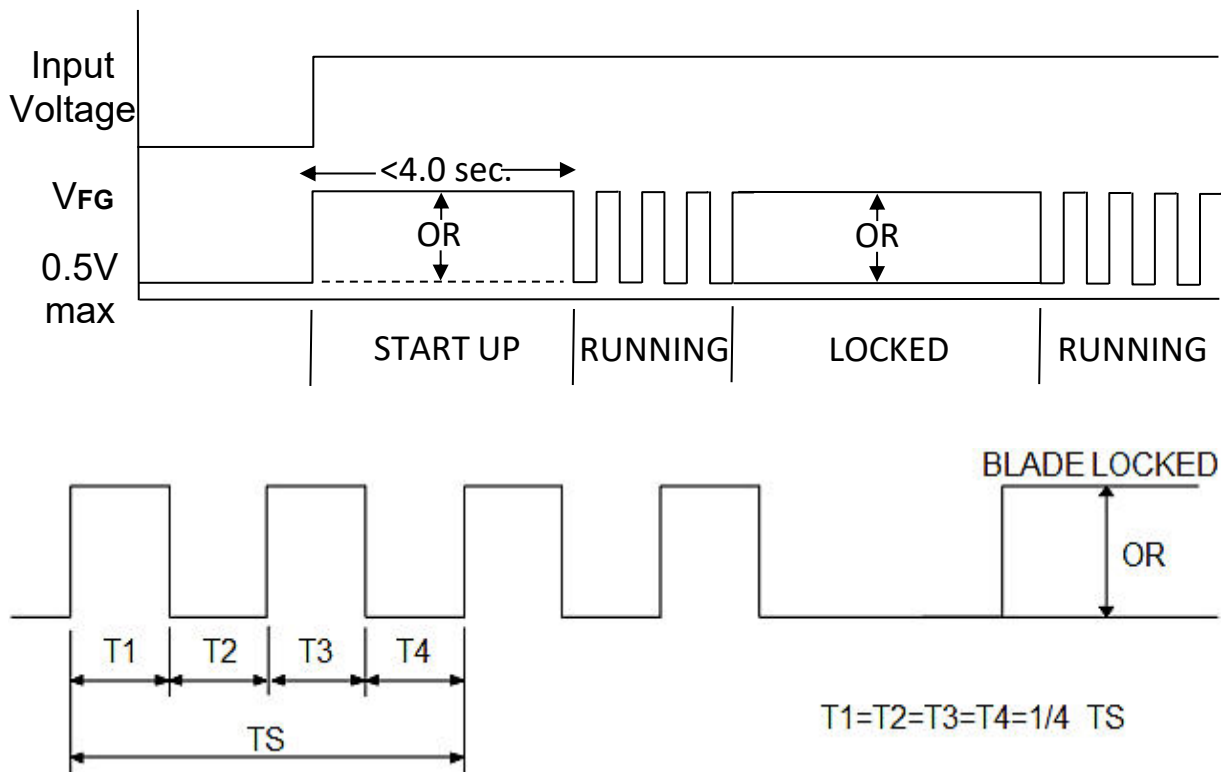 Input
Voltage
<4.0 sec.
VFG
OR
OR
0.5V
max
START UP
RUNNING
LOCKED
RUNNING
BLADE LOCKED
OR
T1
T2
T3
T4
T1=T2=T3=T4=1/4 TS
TS